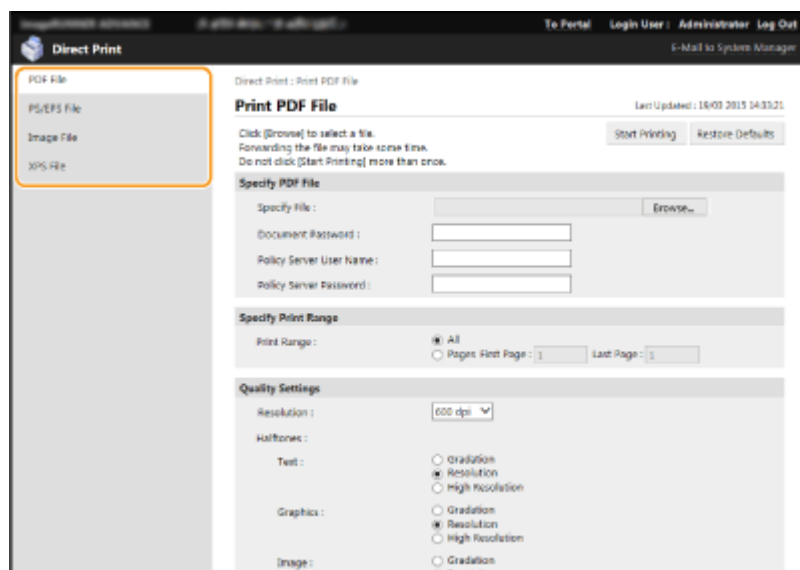 To Portal Login User : Administrator Log Out
Direct Print
E-Mail to System Manager
PDF File
PS/EPS File
Image File
XPS File
Direct Print : Print PDF File
Print PDF File
Last Updated : 19/03 2015 14:33:21
Click [Browse] to select a file.
Forwarding the file may take some time.
Do not click [Start Printing] more than once.
Start Printing Restore Defaults
Specify PDF File
Specify File :
Browse...
Document Password :
Policy Server User Name :
Policy Server Password :
Specify Print Range
Print Range :
All
Pages First Page : 1 Last Page : 1
Quality Settings
Resolution :
600 dpi
Halftones :
Text :
Gradation
Resolution
High Resolution
Graphics :
Gradation
Resolution
High Resolution
Image :
Gradation